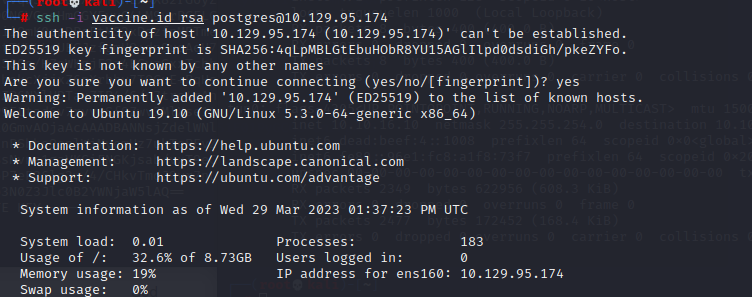 (root💀kali)-[~]
# ssh -i vaccine.id_rsa postgres@10.129.95.174
The authenticity of host '10.129.95.174 (10.129.95.174)' can't be established.
ED25519 key fingerprint is SHA256:4qLpMBLGtEbuHObR8YU15AGlIlpd0dsdiGh/pkeZYFo.
This key is not known by any other names
Are you sure you want to continue connecting (yes/no/[fingerprint])? yes
Warning: Permanently added '10.129.95.174' (ED25519) to the list of known hosts.
Welcome to Ubuntu 19.10 (GNU/Linux 5.3.0-64-generic x86_64)
* Documentation: https://help.ubuntu.com
* Management: https://landscape.canonical.com
* Support: https://ubuntu.com/advantage
System information as of Wed 29 Mar 2023 01:37:23 PM UTC
System load: 0.01 Processes: 183
Usage of /: 32.6% of 8.73GB Users logged in: 0
Memory usage: 19% IP address for ens160: 10.129.95.174
Swap usage: 0%